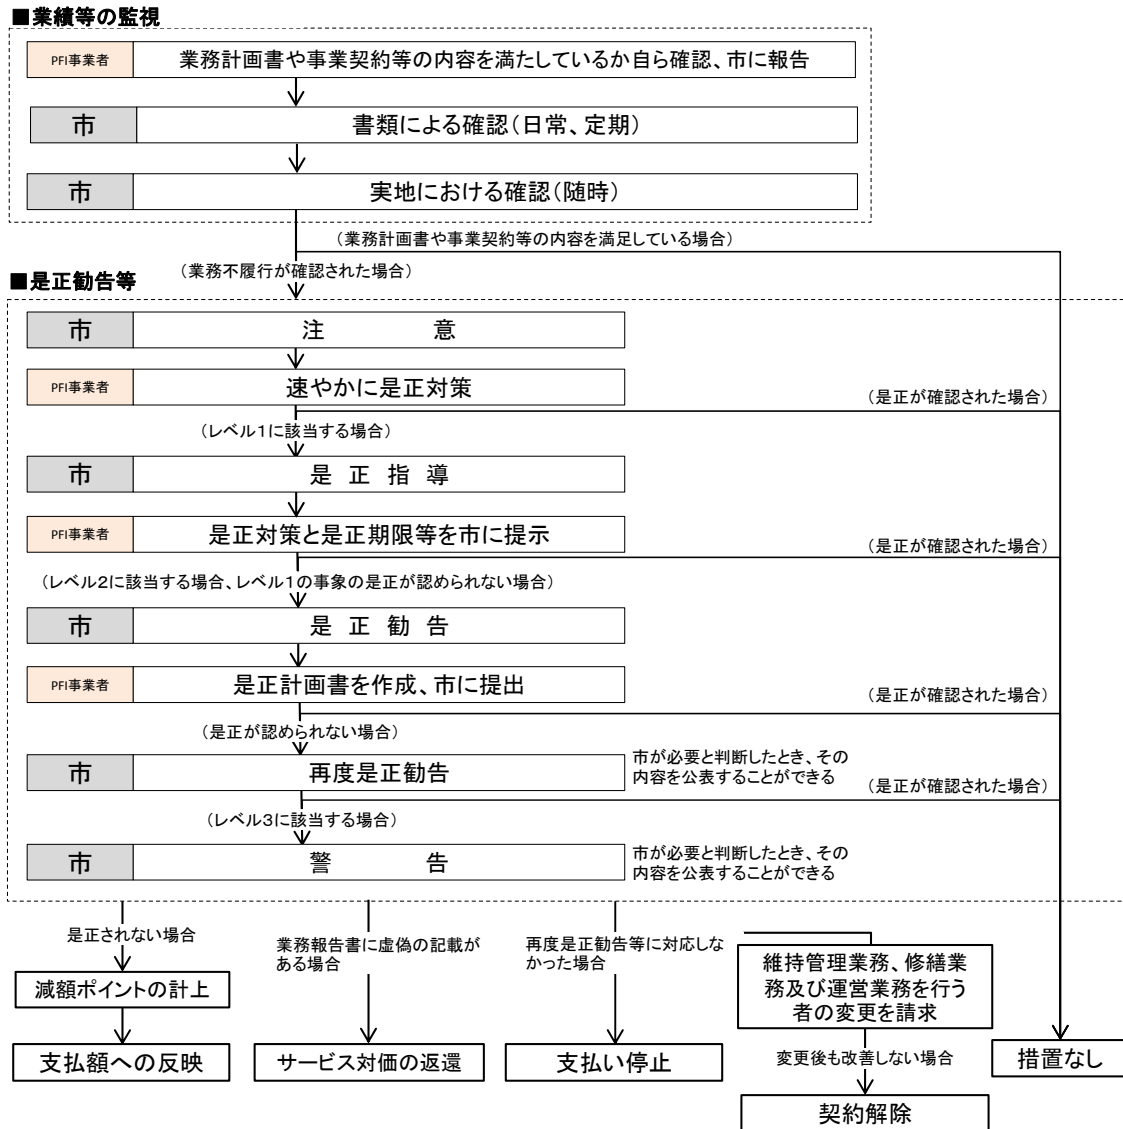 ■業績等の監視
PFI事業者
業務計画書や事業契約等の内容を満たしているか自ら確認、市に報告
市
書類による確認（日常、定期）
市
実地における確認（随時）
（業務計画書や事業契約等の内容を満足している場合）
（業務不履行が確認された場合）
■是正勧告等
市
注　　　意
PFI事業者
速やかに是正対策
（是正が確認された場合）
（レベル１に該当する場合）
市
是 正 指 導
PFI事業者
是正対策と是正期限等を市に提示
（是正が確認された場合）
（レベル２に該当する場合、レベル１の事象の是正が認められない場合）
市
是 正 勧 告
PFI事業者
是正計画書を作成、市に提出
（是正が確認された場合）
（是正が認められない場合）
市
再度是正勧告
市が必要と判断したとき、その
内容を公表することができる
（是正が確認された場合）
（レベル３に該当する場合）
市
警　　　告
市が必要と判断したとき、その
内容を公表することができる
是正されない場合
減額ポイントの計上
支払額への反映
業務報告書に虚偽の記載が
ある場合
サービス対価の返還
再度是正勧告等に対応しな
かった場合
支払い停止
維持管理業務、修繕業
務及び運営業務を行う
者の変更を請求
変更後も改善しない場合
契約解除
措置なし